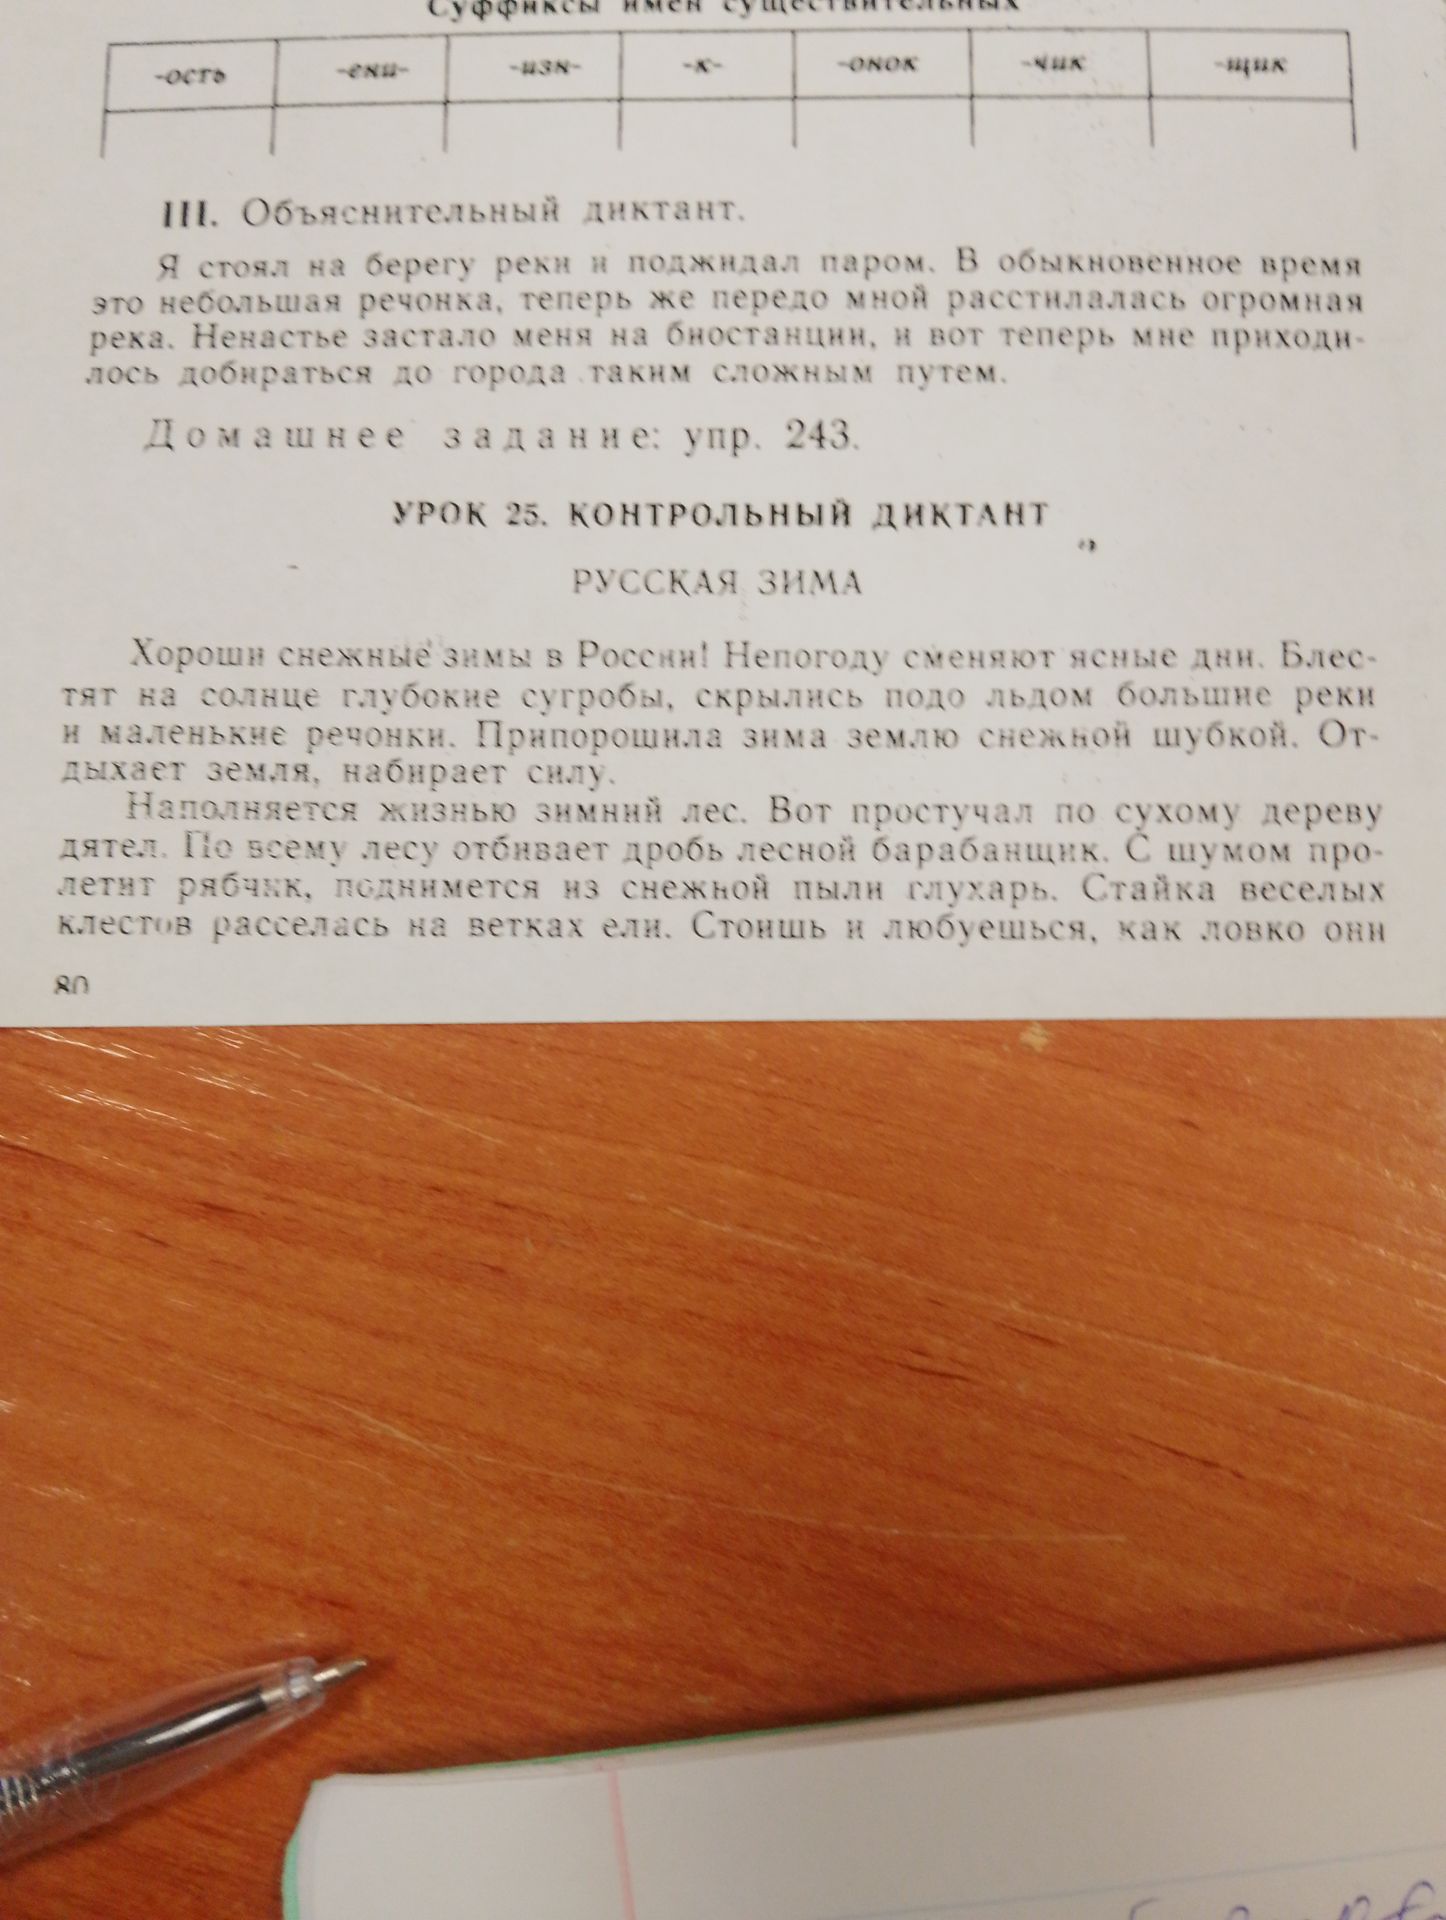 Суффиксы имен существительных
-ость -ени- -изн- -к- -онок -чик -щик
III. Объяснительный диктант.
Я стоял на берегу реки и поджидал паром. В обыкновенное время
это небольшая речонка, теперь же передо мной расстилалась огромная
река. Ненастье застало меня на биостанции, и вот теперь мне приходи-
лось добираться до города таким сложным путем.
Домашнее задание: упр. 243.
УРОК 25. КОНТРОЛЬНЫЙ ДИКТАНТ
РУССКАЯ ЗИМА
Хороши снежные зимы в России! Непогоду сменяют ясные дни. Блес-
тят на солнце глубокие сугробы, скрылись подо льдом большие реки
и маленькие речонки. Припорошила зима землю снежной шубкой. От-
дыхает земля, набирает силу.
Наполняется жизнью зимний лес. Вот простучал по сухому дереву
дятел. По всему лесу отбивает дробь лесной барабанщик. С шумом про-
летит рябчик, поднимется из снежной пыли глухарь. Стайка веселых
клестов расселась на ветках ели. Стоишь и любуешься, как ловко они
80